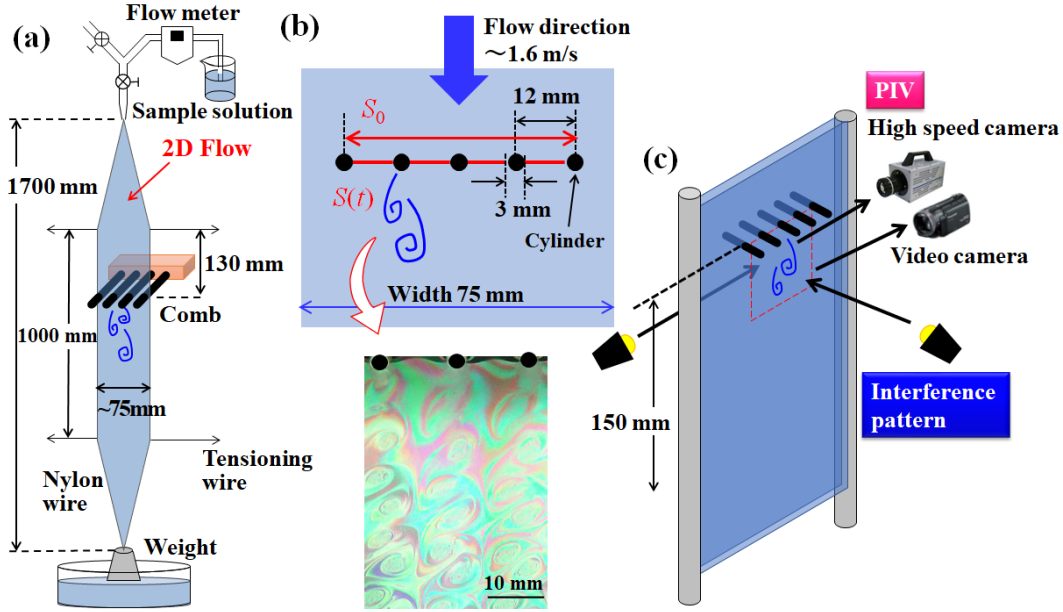 (a)
Flow meter
Sample solution
2D Flow
1700 mm
130 mm
Comb
1000 mm
~75mm
Nylon
wire
Tensioning
wire
Weight
(b)
Flow direction
～1.6 m/s
12 mm
S0
S(t)
3 mm
Cylinder
Width 75 mm
10 mm
(c)
PIV
High speed camera
Video camera
150 mm
Interference
pattern